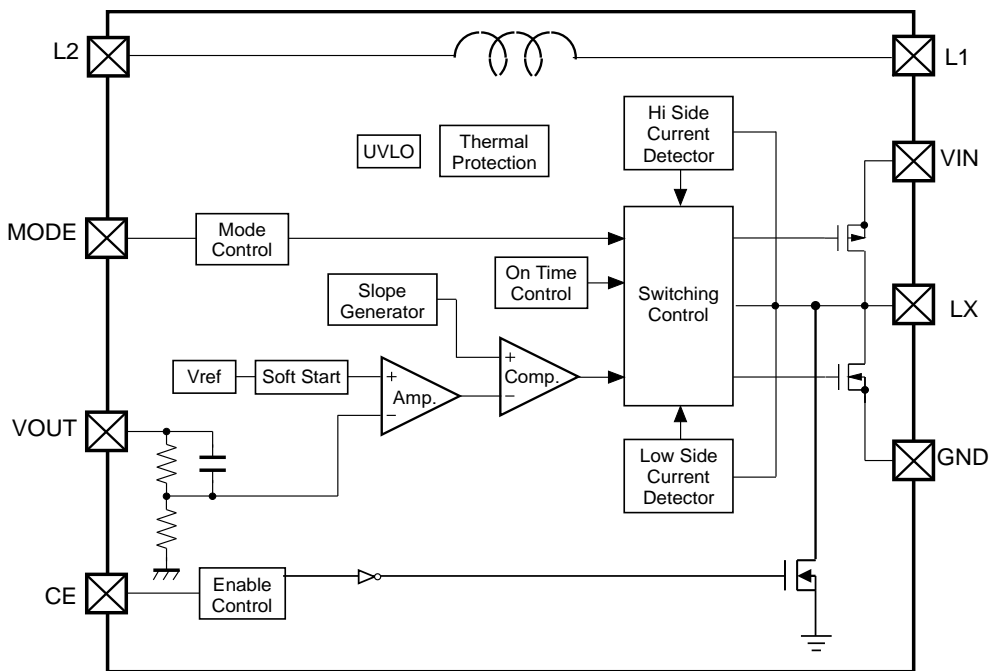 L2
L1
Hi Side
Current
Detector
UVLO
Thermal
Protection
VIN
MODE
Mode
Control
On Time
Control
Switching
Control
LX
Slope
Generator
+
Comp.
−
Vref
Soft Start
+
Amp.
−
VOUT
Low Side
Current
Detector
GND
CE
Enable
Control